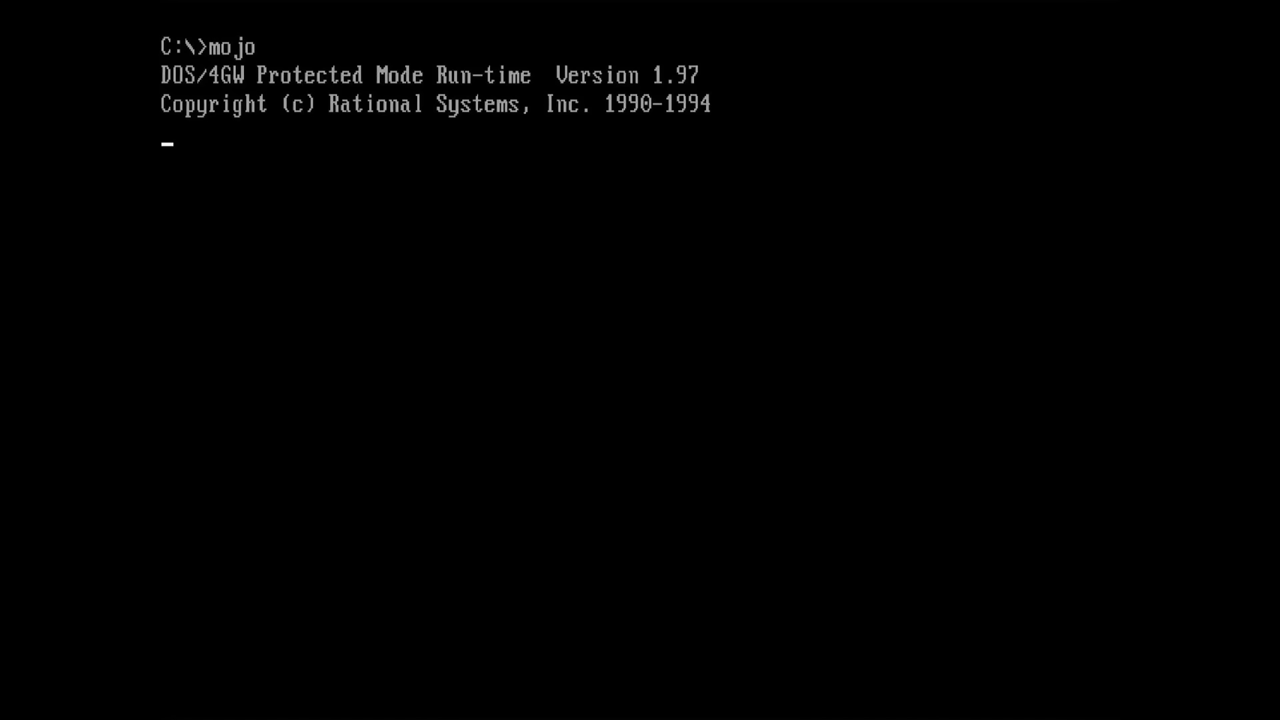 C:\>mojo
DOS/4GW Protected Mode Run-time  Version 1.97
Copyright (c) Rational Systems, Inc. 1990-1994